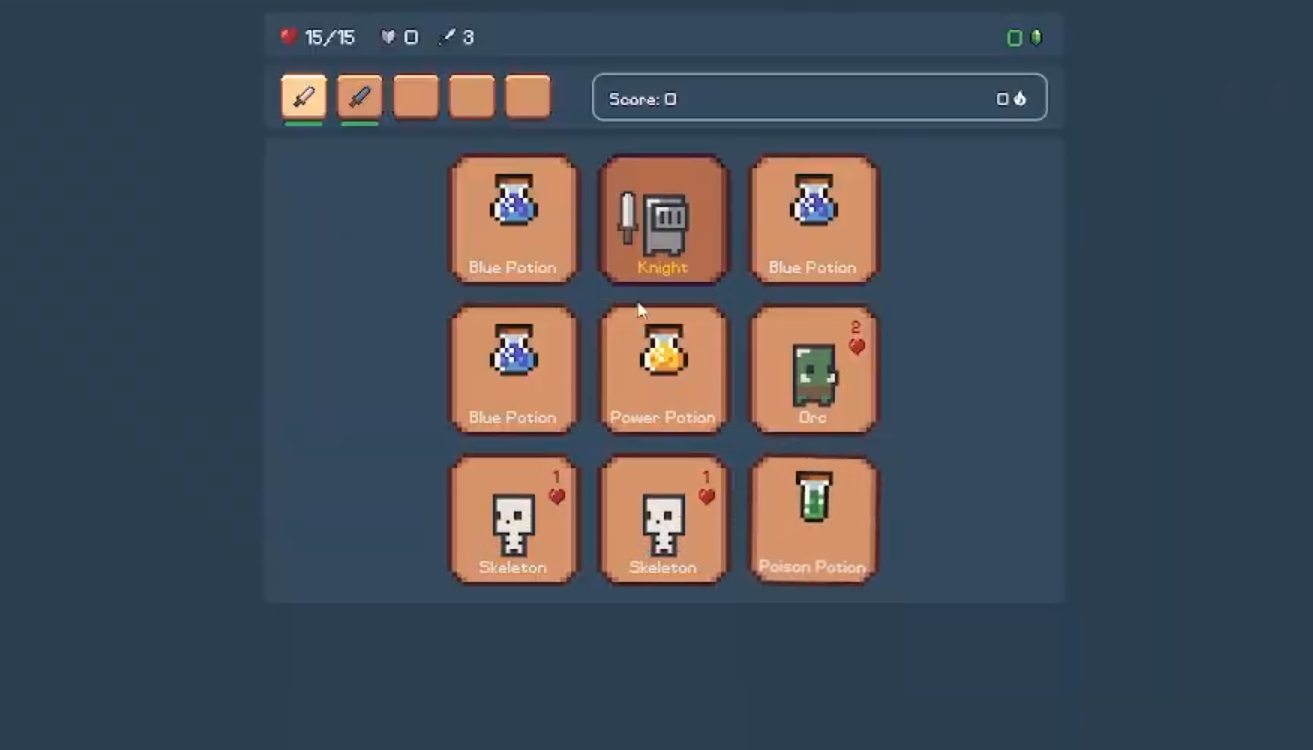 15/15 0 3 0
Score: 0 0
Blue Potion Knight Blue Potion
2
Blue Potion Power Potion Orc
1 1
Skeleton Skeleton Poison Potion